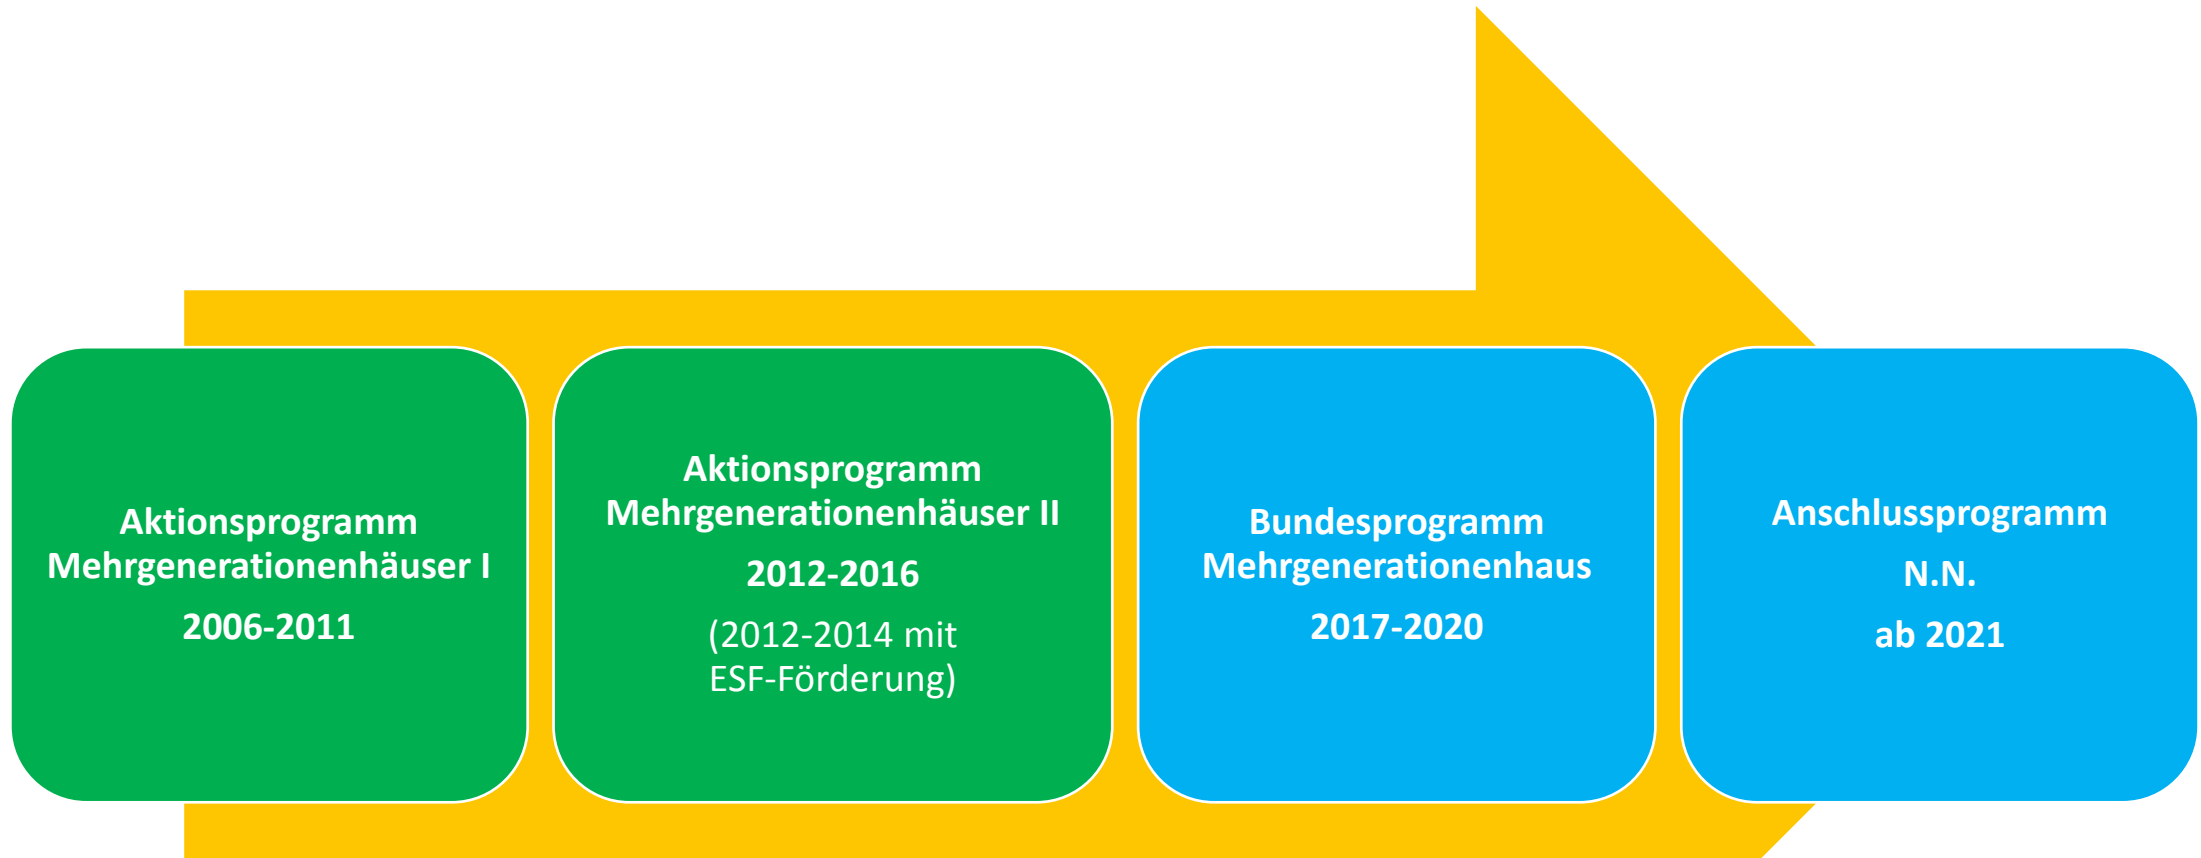 Aktionsprogramm
Mehrgenerationenhäuser I
2006-2011
Aktionsprogramm
Mehrgenerationenhäuser II
2012-2016
(2012-2014 mit
ESF-Förderung)
Bundesprogramm
Mehrgenerationenhaus
2017-2020
Anschlussprogramm
N.N.
ab 2021